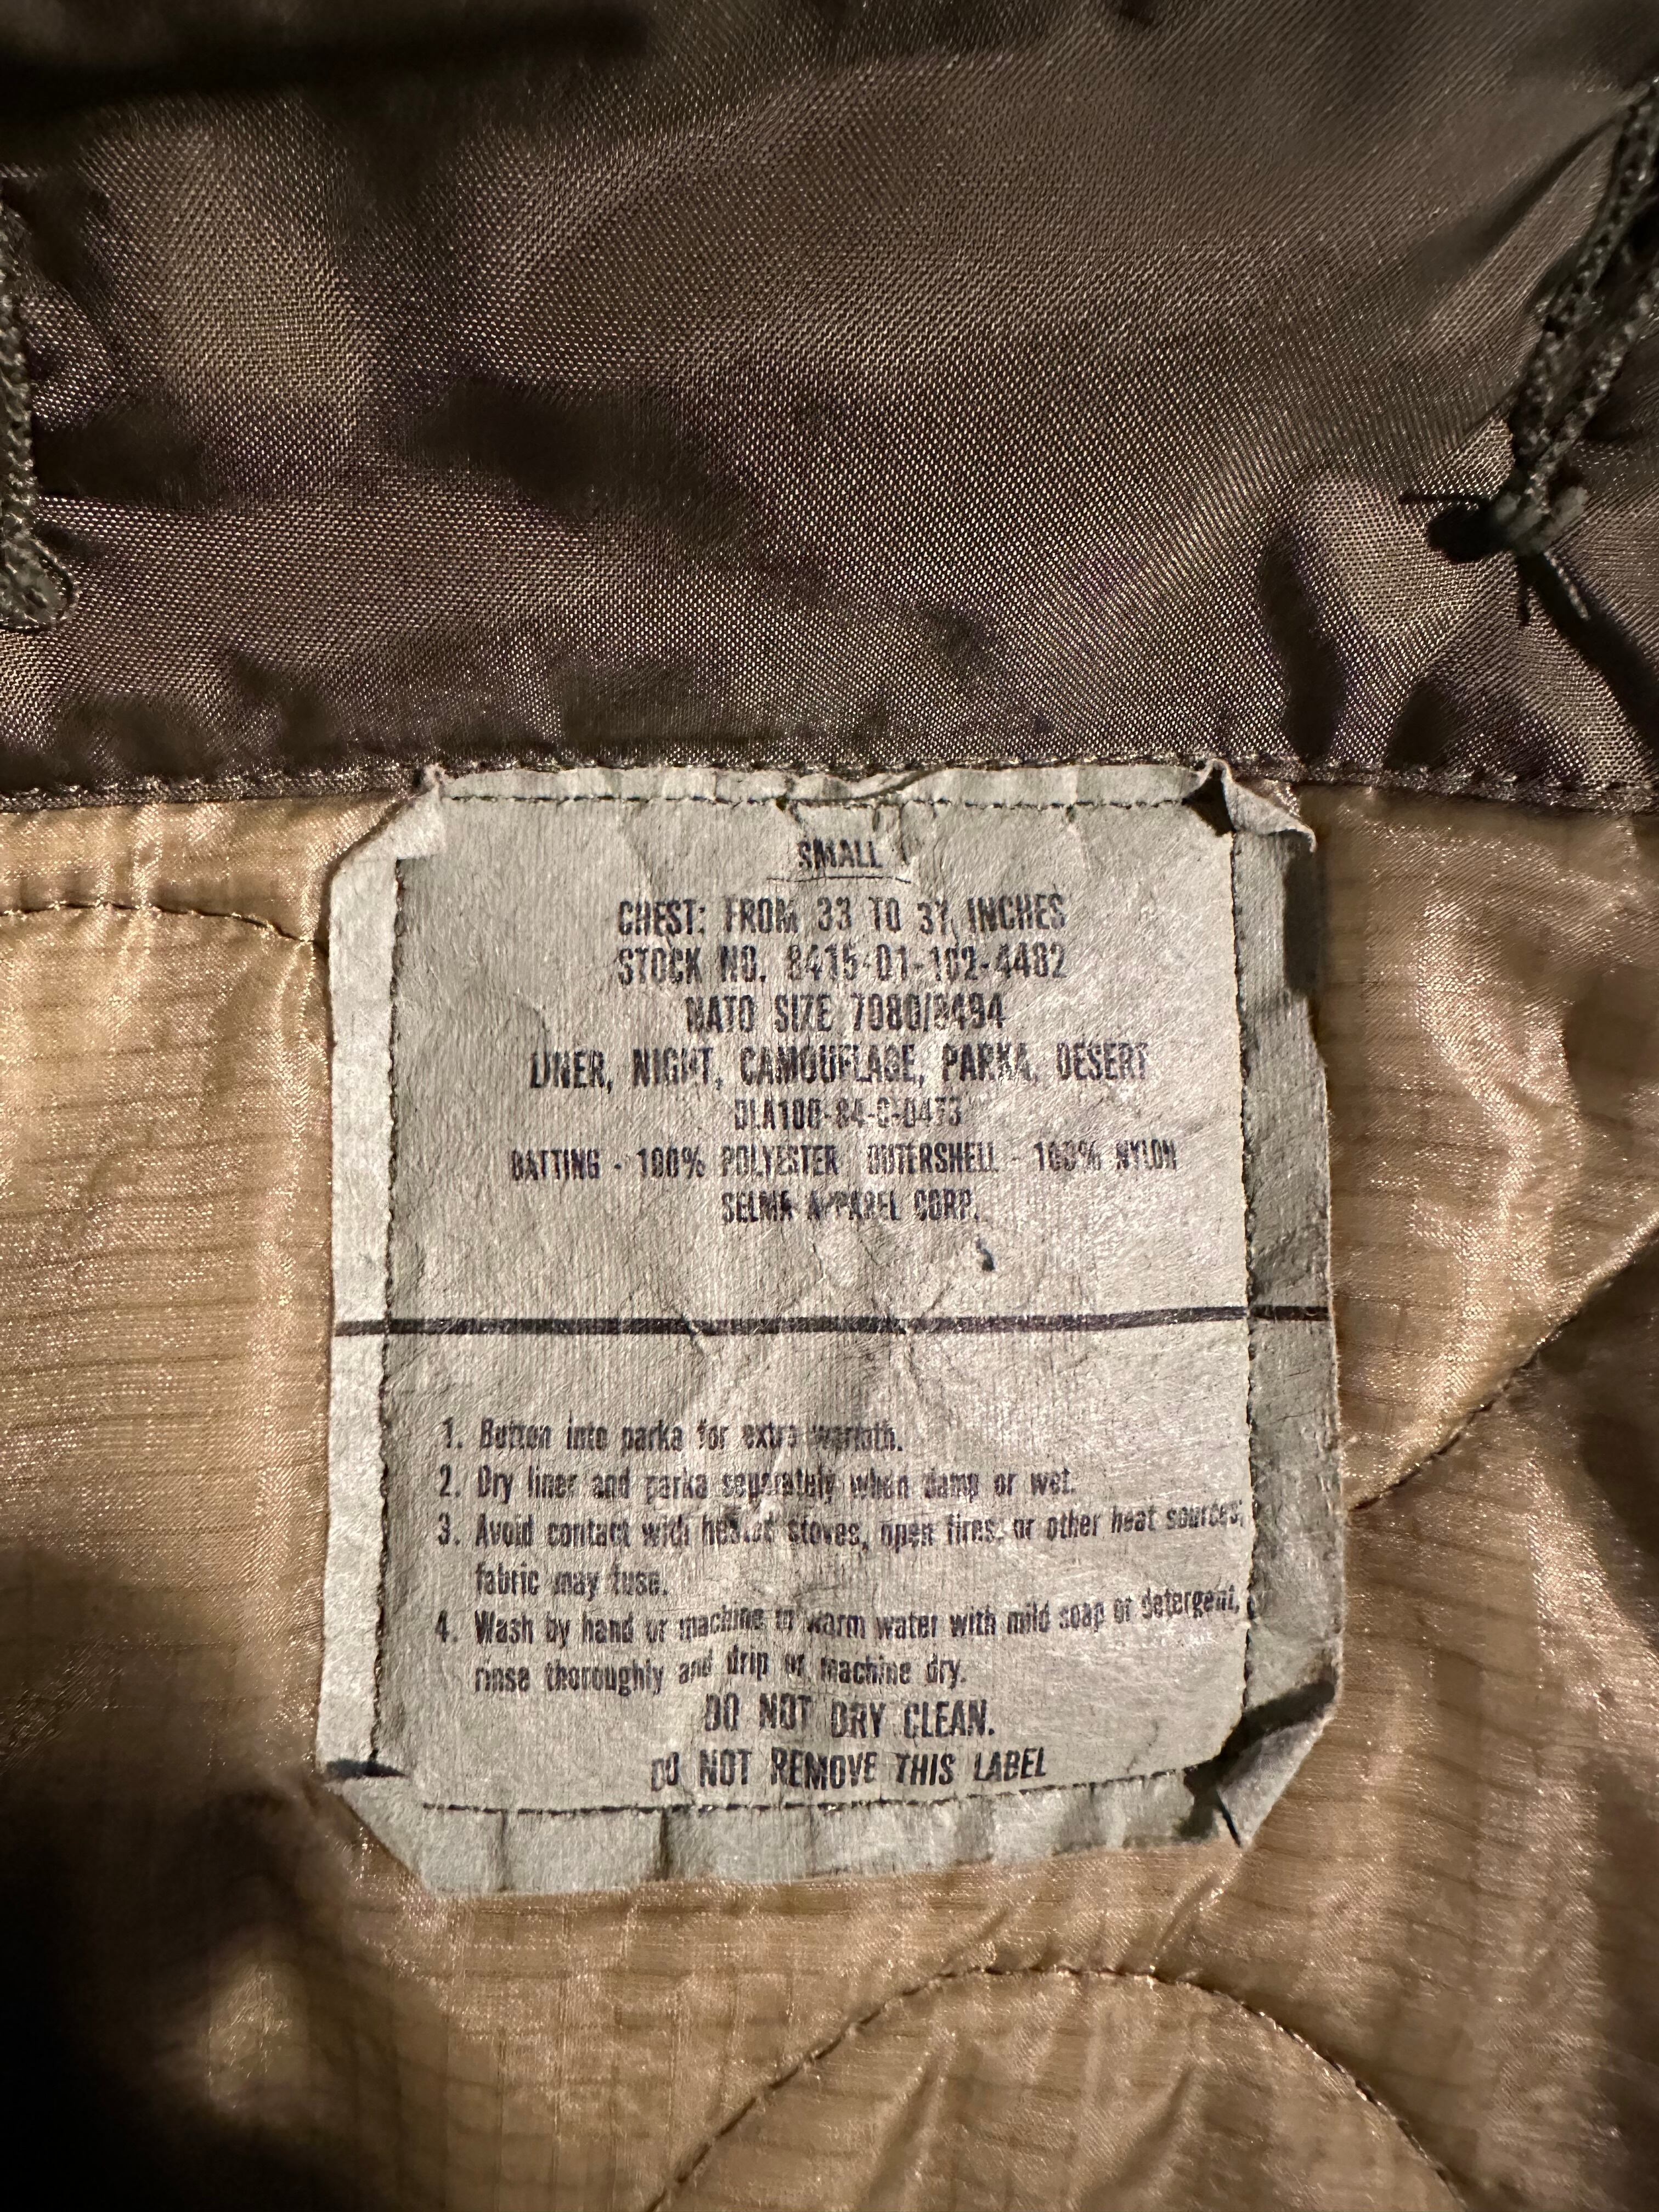 SMALL
CHEST: FROM 33 TO 37 INCHES
STOCK NO. 8415-01-102-4482
NATO SIZE 7080/8494
LINER, NIGHT, CAMOUFLAGE, PARKA, DESERT
DLA100-84-C-0473
BATTING - 100% POLYESTER OUTERSHELL - 100% NYLON
SELMA APPAREL CORP.
1. Button into parka for extra warmth.
2. Dry liner and parka separately when damp or wet.
3. Avoid contact with heated stoves, open fires, or other heat sources;
fabric may fuse.
4. Wash by hand or machine in warm water with mild soap or detergent,
rinse thoroughly and drip or machine dry.
DO NOT DRY CLEAN.
DO NOT REMOVE THIS LABEL